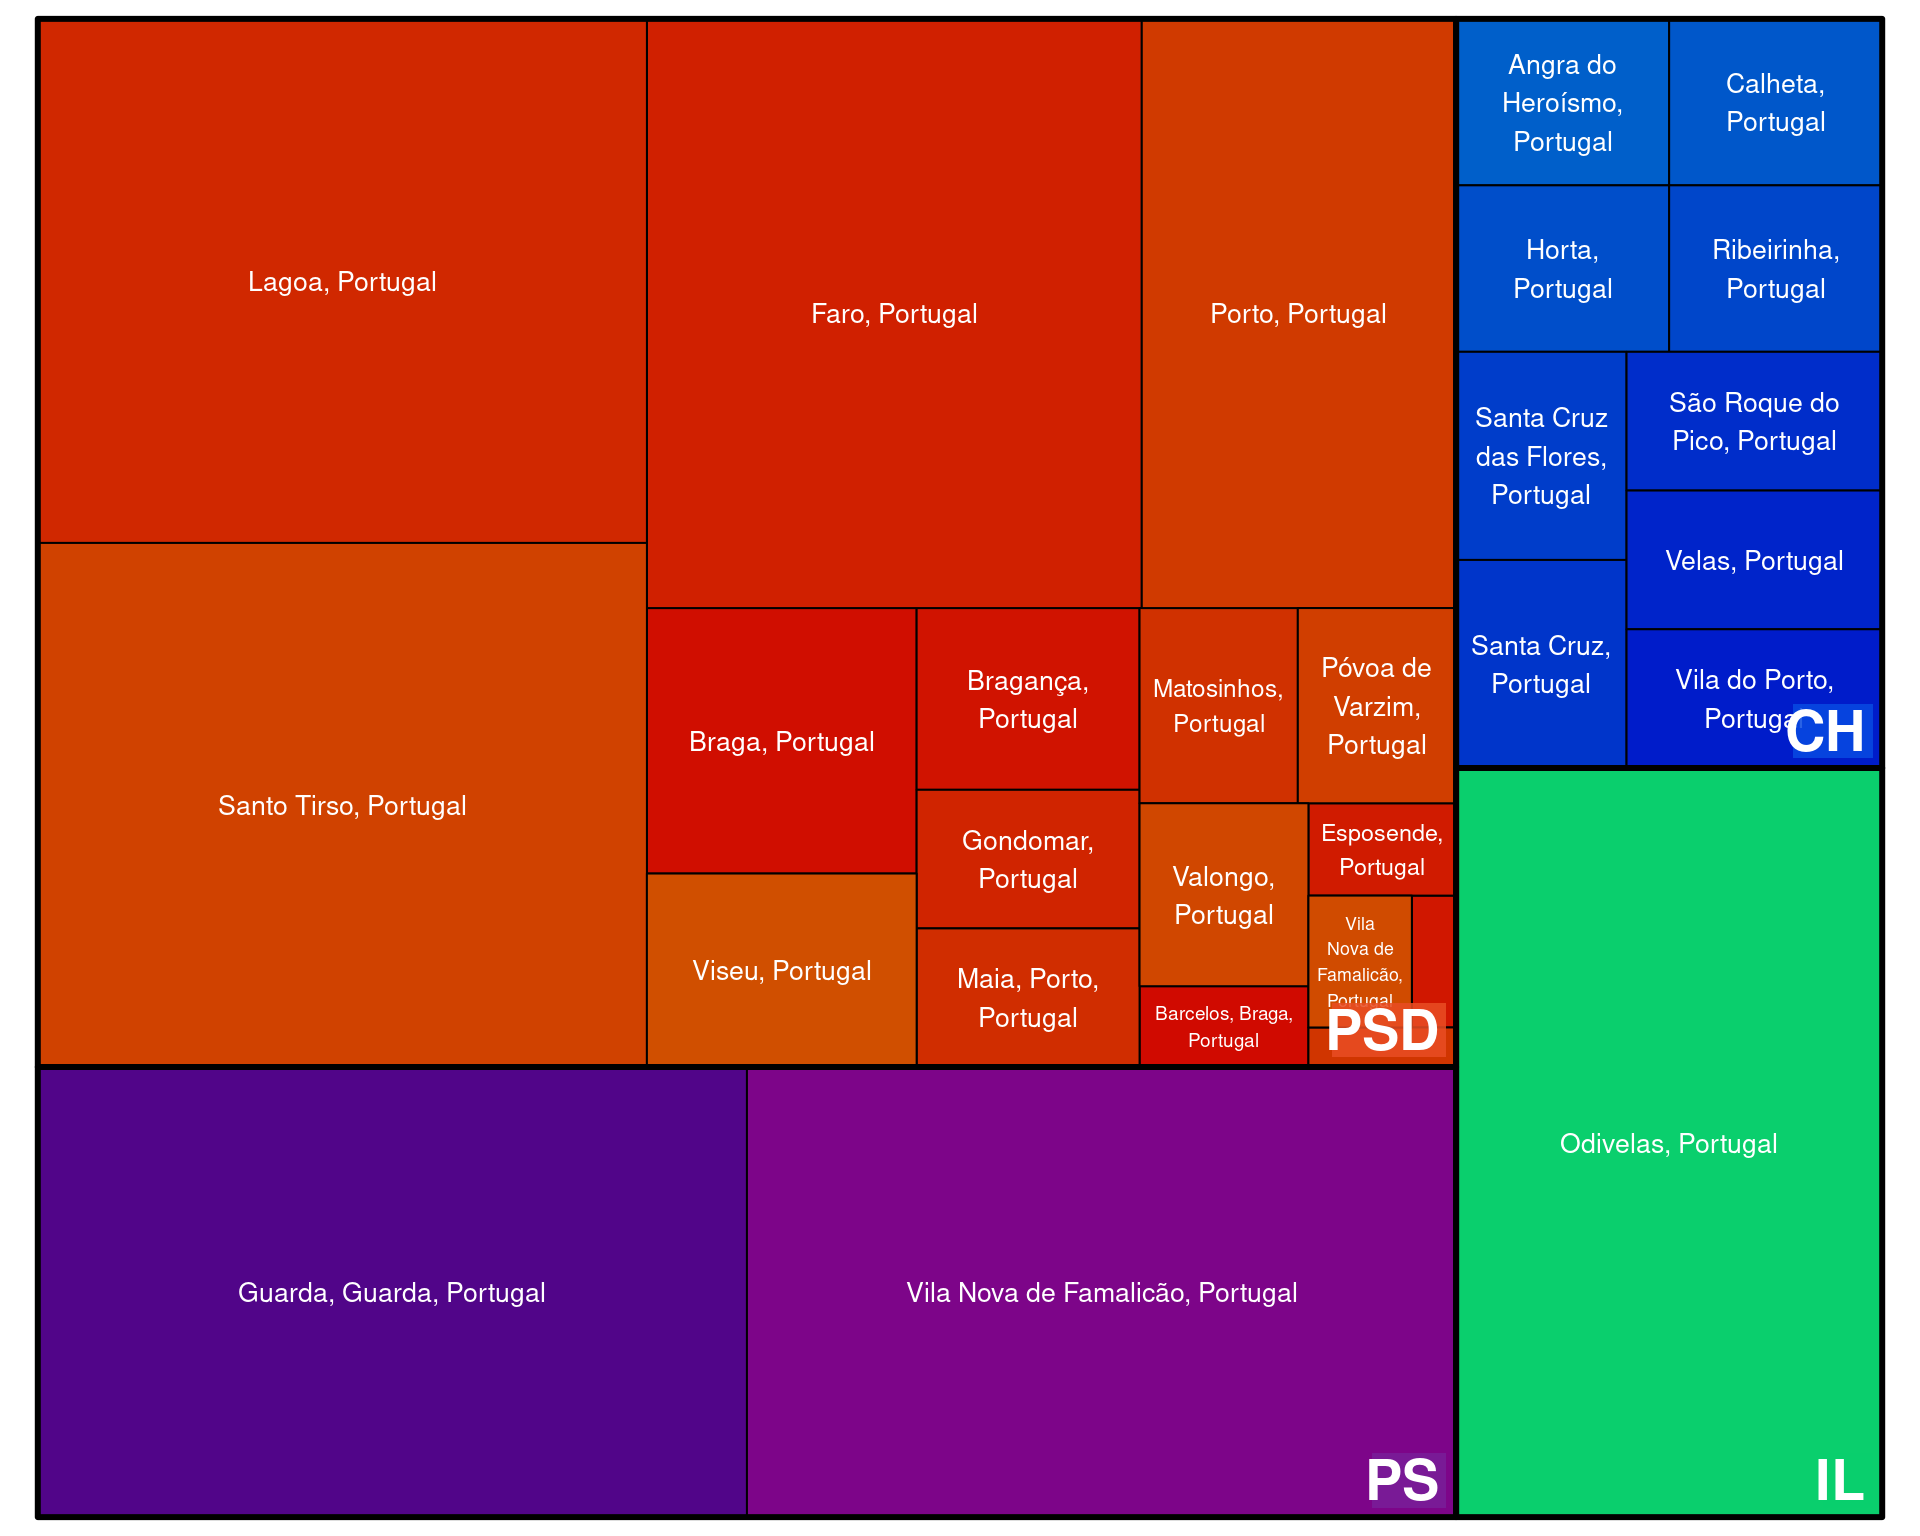 Lagoa, Portugal
Santo Tirso, Portugal
Faro, Portugal
Porto, Portugal
Braga, Portugal
Viseu, Portugal
Bragança,
Portugal
Gondomar,
Portugal
Maia, Porto,
Portugal
Matosinhos,
Portugal
Póvoa de
Varzim,
Portugal
Valongo,
Portugal
Esposende,
Portugal
Vila
Nova de
Famalicão,
Portugal
Barcelos, Braga,
Portugal
PSD
Angra do
Heroísmo,
Portugal
Calheta,
Portugal
Horta,
Portugal
Ribeirinha,
Portugal
Santa Cruz
das Flores,
Portugal
São Roque do
Pico, Portugal
Velas, Portugal
Santa Cruz,
Portugal
Vila do Porto,
Portugal
CH
Guarda, Guarda, Portugal
Vila Nova de Famalicão, Portugal
PS
Odivelas, Portugal
IL